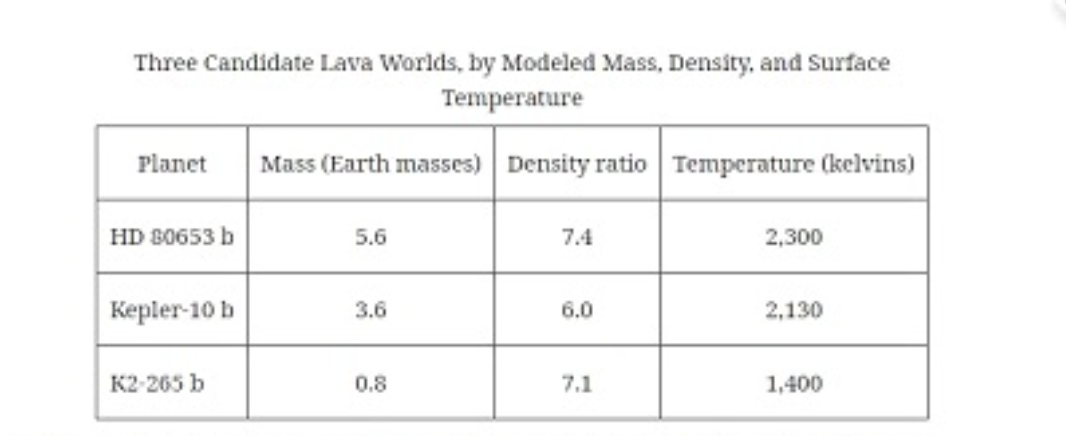 Three Candidate Lava Worlds, by Modeled Mass, Density, and Surface
Temperature
Planet Mass (Earth masses) Density ratio Temperature (kelvins)
HD 80653 b 5.6 7.4 2,300
Kepler-10 b 3.6 6.0 2,130
K2-265 b 0.8 7.1 1,400